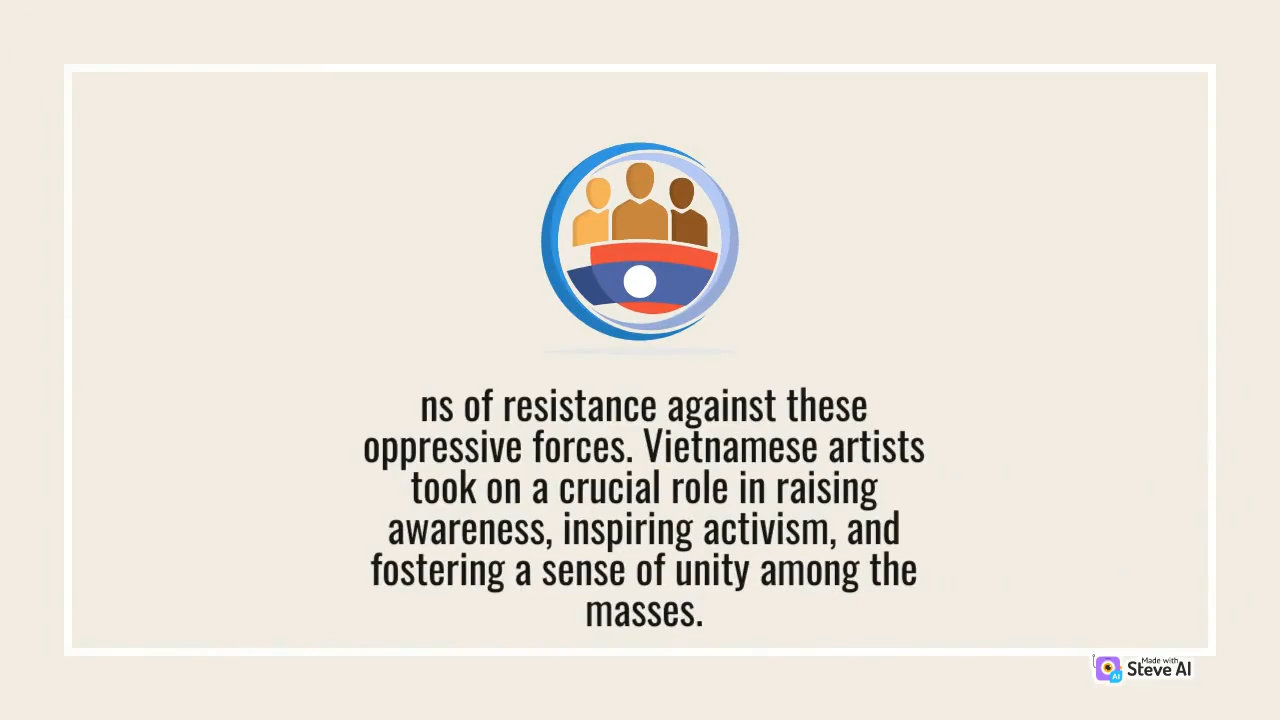 ns of resistance against these
oppressive forces. Vietnamese artists
took on a crucial role in raising
awareness, inspiring activism, and
fostering a sense of unity among the
masses.
Made with
Steve AI
AI